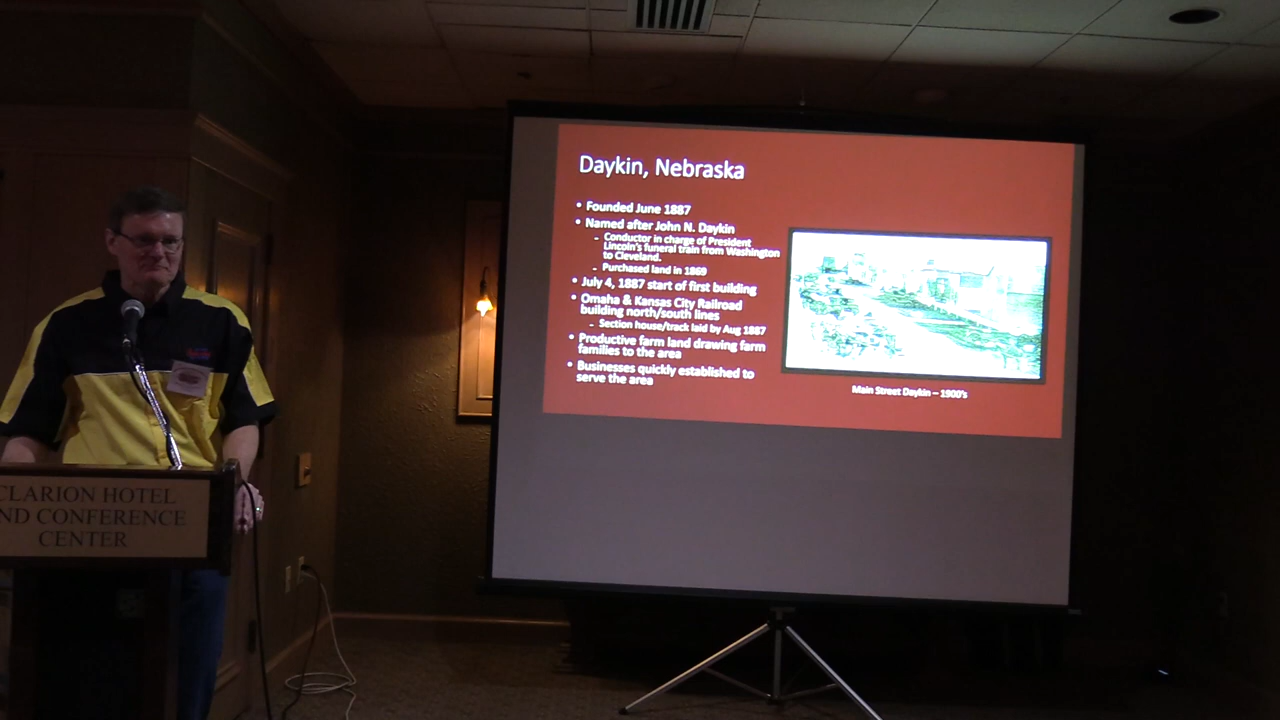 Daykin, Nebraska
• Founded June 1887
• Named after John N. Daykin
– Conductor in charge of President
Lincoln's funeral train from Washington
to Cleveland.
– Purchased land in 1869
• July 4, 1887 start of first building
• Omaha & Kansas City Railroad
building north/south lines
– Section house/track laid by Aug 1887
• Productive farm land drawing farm
families to the area
• Businesses quickly established to
serve the area
Main Street Daykin – 1900's
CLARION HOTEL
ND CONFERENCE
CENTER